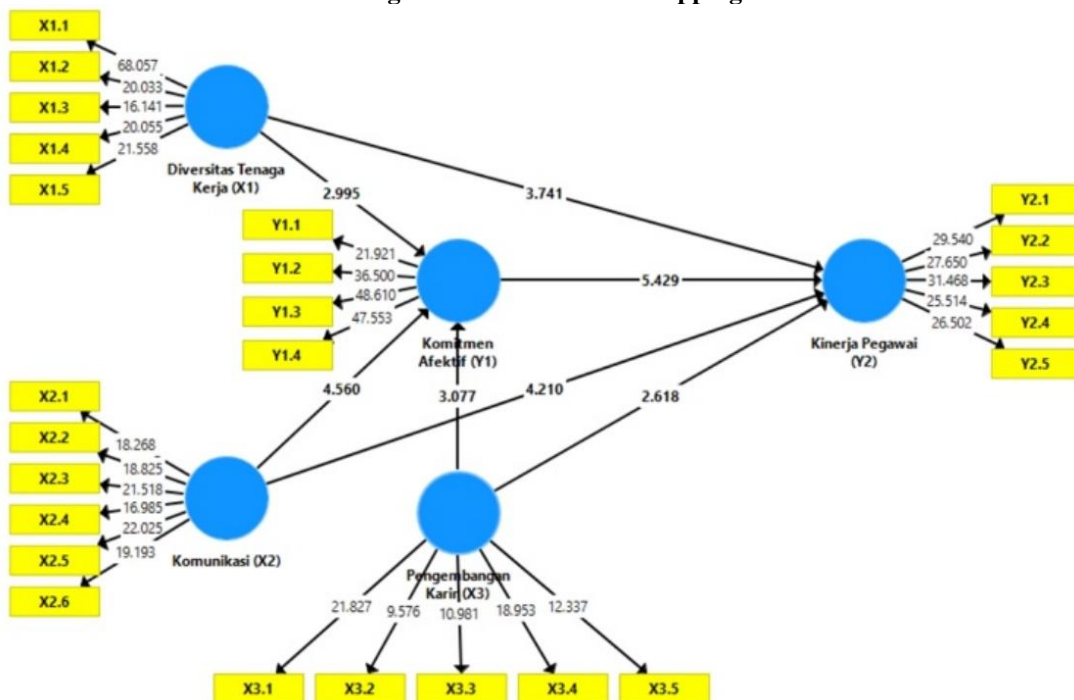 X1.1
X1.2
X1.3
X1.4
X1.5
68.057
20.033
16.141
20.055
21.558
Diversitas Tenaga
Kerja (X1)
2.995
3.741
Y1.1
Y1.2
Y1.3
Y1.4
21.921
36.500
48.610
47.553
Komitmen
Afektif (Y1)
5.429
Y2.1
Y2.2
Y2.3
Y2.4
Y2.5
29.540
27.650
31.468
25.514
26.502
Kinerja Pegawai
(Y2)
4.560
3.077
4.210
2.618
X2.1
X2.2
X2.3
X2.4
X2.5
X2.6
18.268
18.825
21.518
16.985
22.025
19.193
Komunikasi (X2)
Pengembangan
Karir (X3)
21.827
9.576
10.981
18.953
12.337
X3.1
X3.2
X3.3
X3.4
X3.5